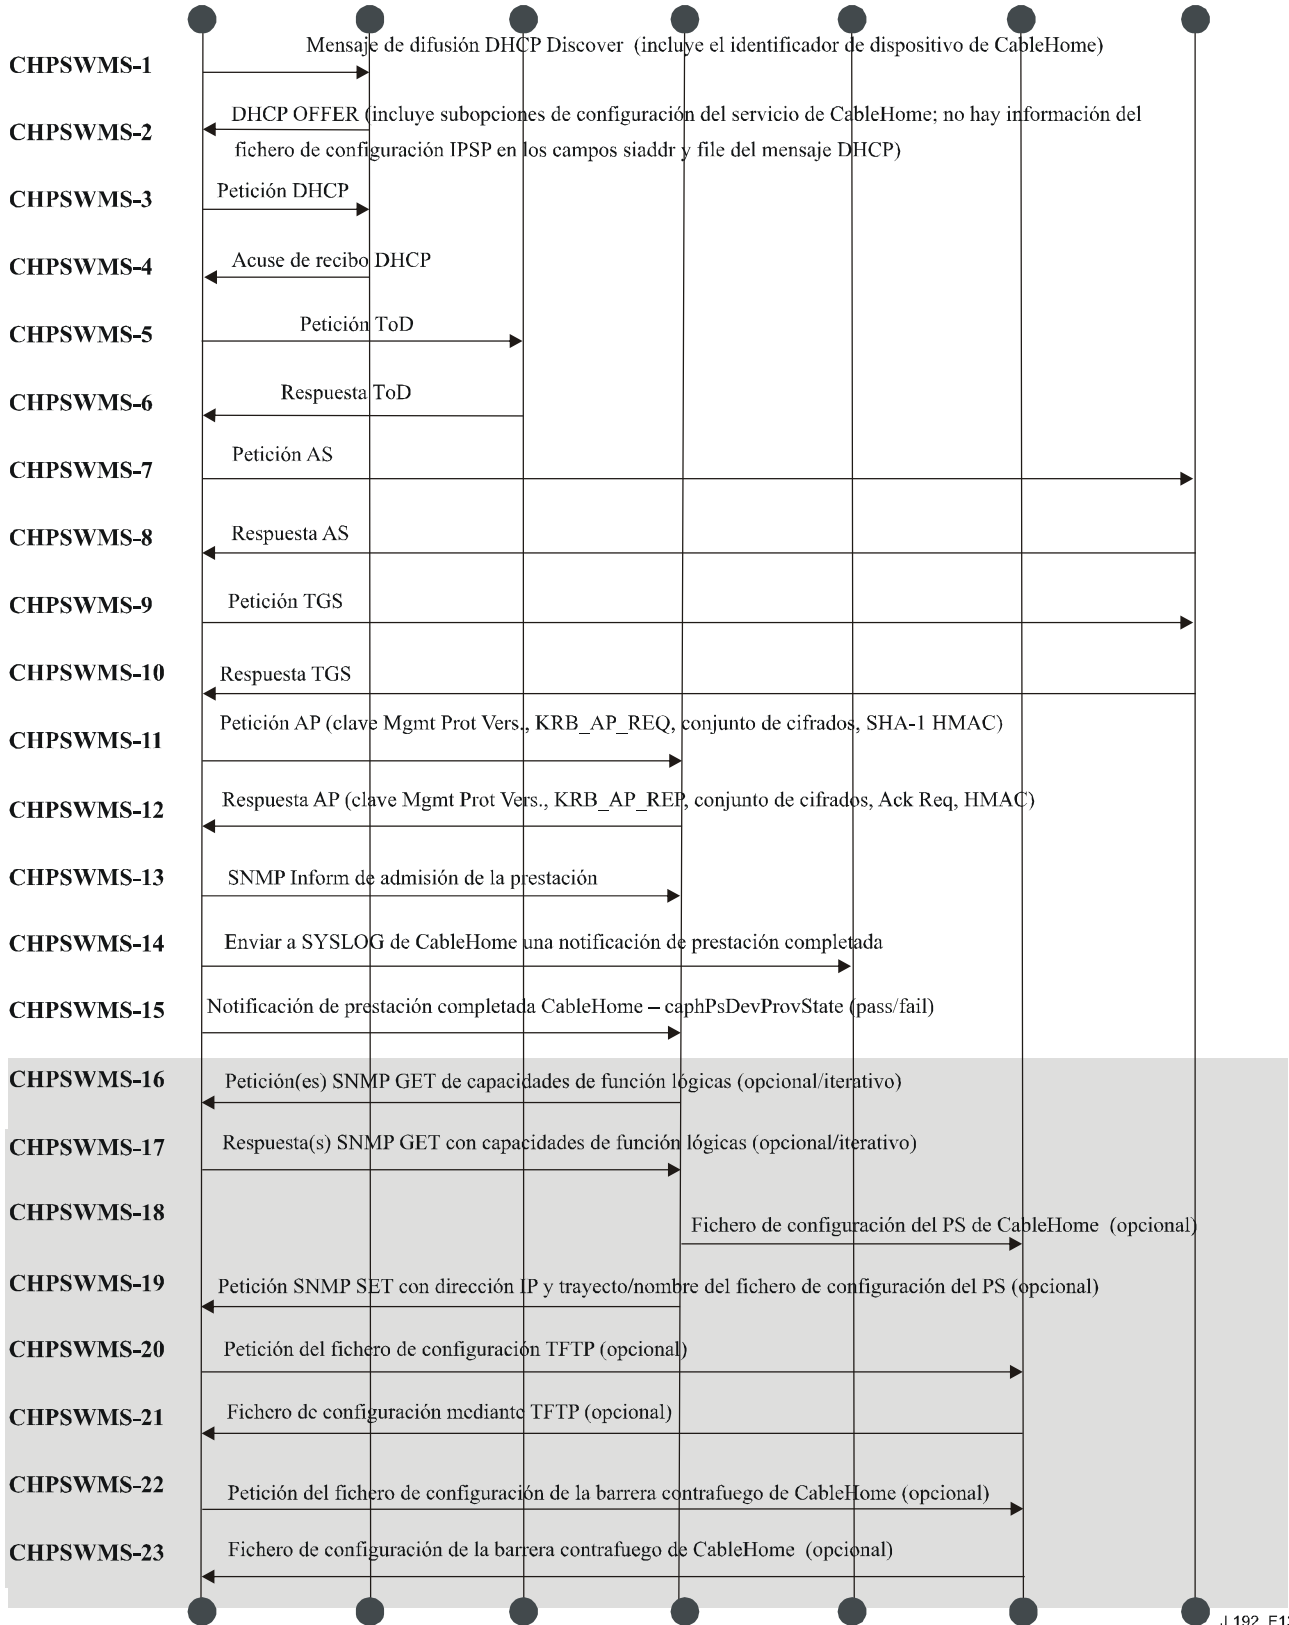 Mensaje de difusión DHCP Discover (incluye el identificador de dispositivo de CableHome)
CHPSWMS-1
DHCP OFFER (incluye subopciones de configuración del servicio de CableHome; no hay información del
CHPSWMS-2
fichero de configuración IPSP en los campos siaddr y file del mensaje DHCP)
CHPSWMS-3
Petición DHCP
CHPSWMS-4
Acuse de recibo DHCP
CHPSWMS-5
Petición ToD
CHPSWMS-6
Respuesta ToD
CHPSWMS-7
Petición AS
CHPSWMS-8
Respuesta AS
CHPSWMS-9
Petición TGS
CHPSWMS-10
Respuesta TGS
CHPSWMS-11
Petición AP (clave Mgmt Prot Vers., KRB_AP_REQ, conjunto de cifrados, SHA-1 HMAC)
CHPSWMS-12
Respuesta AP (clave Mgmt Prot Vers., KRB_AP_REP, conjunto de cifrados, Ack Req, HMAC)
CHPSWMS-13
SNMP Inform de admisión de la prestación
CHPSWMS-14
Enviar a SYSLOG de CableHome una notificación de prestación completada
CHPSWMS-15
Notificación de prestación completada CableHome – caphPsDevProvState (pass/fail)
CHPSWMS-16
Petición(es) SNMP GET de capacidades de función lógicas (opcional/iterativo)
CHPSWMS-17
Respuesta(s) SNMP GET con capacidades de función lógicas (opcional/iterativo)
CHPSWMS-18
Fichero de configuración del PS de CableHome (opcional)
CHPSWMS-19
Petición SNMP SET con dirección IP y trayecto/nombre del fichero de configuración del PS (opcional)
CHPSWMS-20
Petición del fichero de configuración TFTP (opcional)
CHPSWMS-21
Fichero de configuración mediante TFTP (opcional)
CHPSWMS-22
Petición del fichero de configuración de la barrera contrafuego de CableHome (opcional)
CHPSWMS-23
Fichero de configuración de la barrera contrafuego de CableHome (opcional)